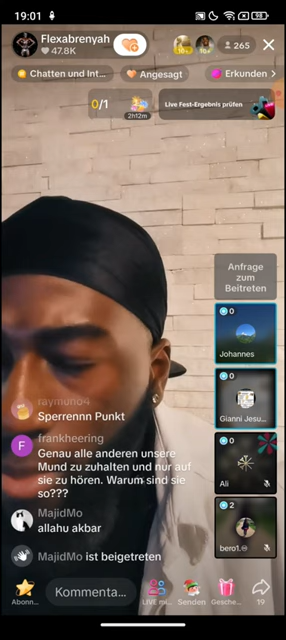 19:01
98
Flexabrenyah
47.8K
10+
10+
265
Chatten und Int...
Angesagt
Erkunden
0/1
2h12m
Live Fest-Ergebnis prüfen
Anfrage
zum
Beitreten
0
Johannes
0
Gianni Jesu...
0
Ali
2
bero1.
raymuno4
Sperrennn Punkt
F
frankheering
Genau alle anderen unsere
Mund zu zuhalten und nur auf
sie zu hören. Warum sind sie
so???
MajidMo
allahu akbar
MajidMo ist beigetreten
Abonn...
Kommenta...
LIVE m...
Senden
Gesche...
19